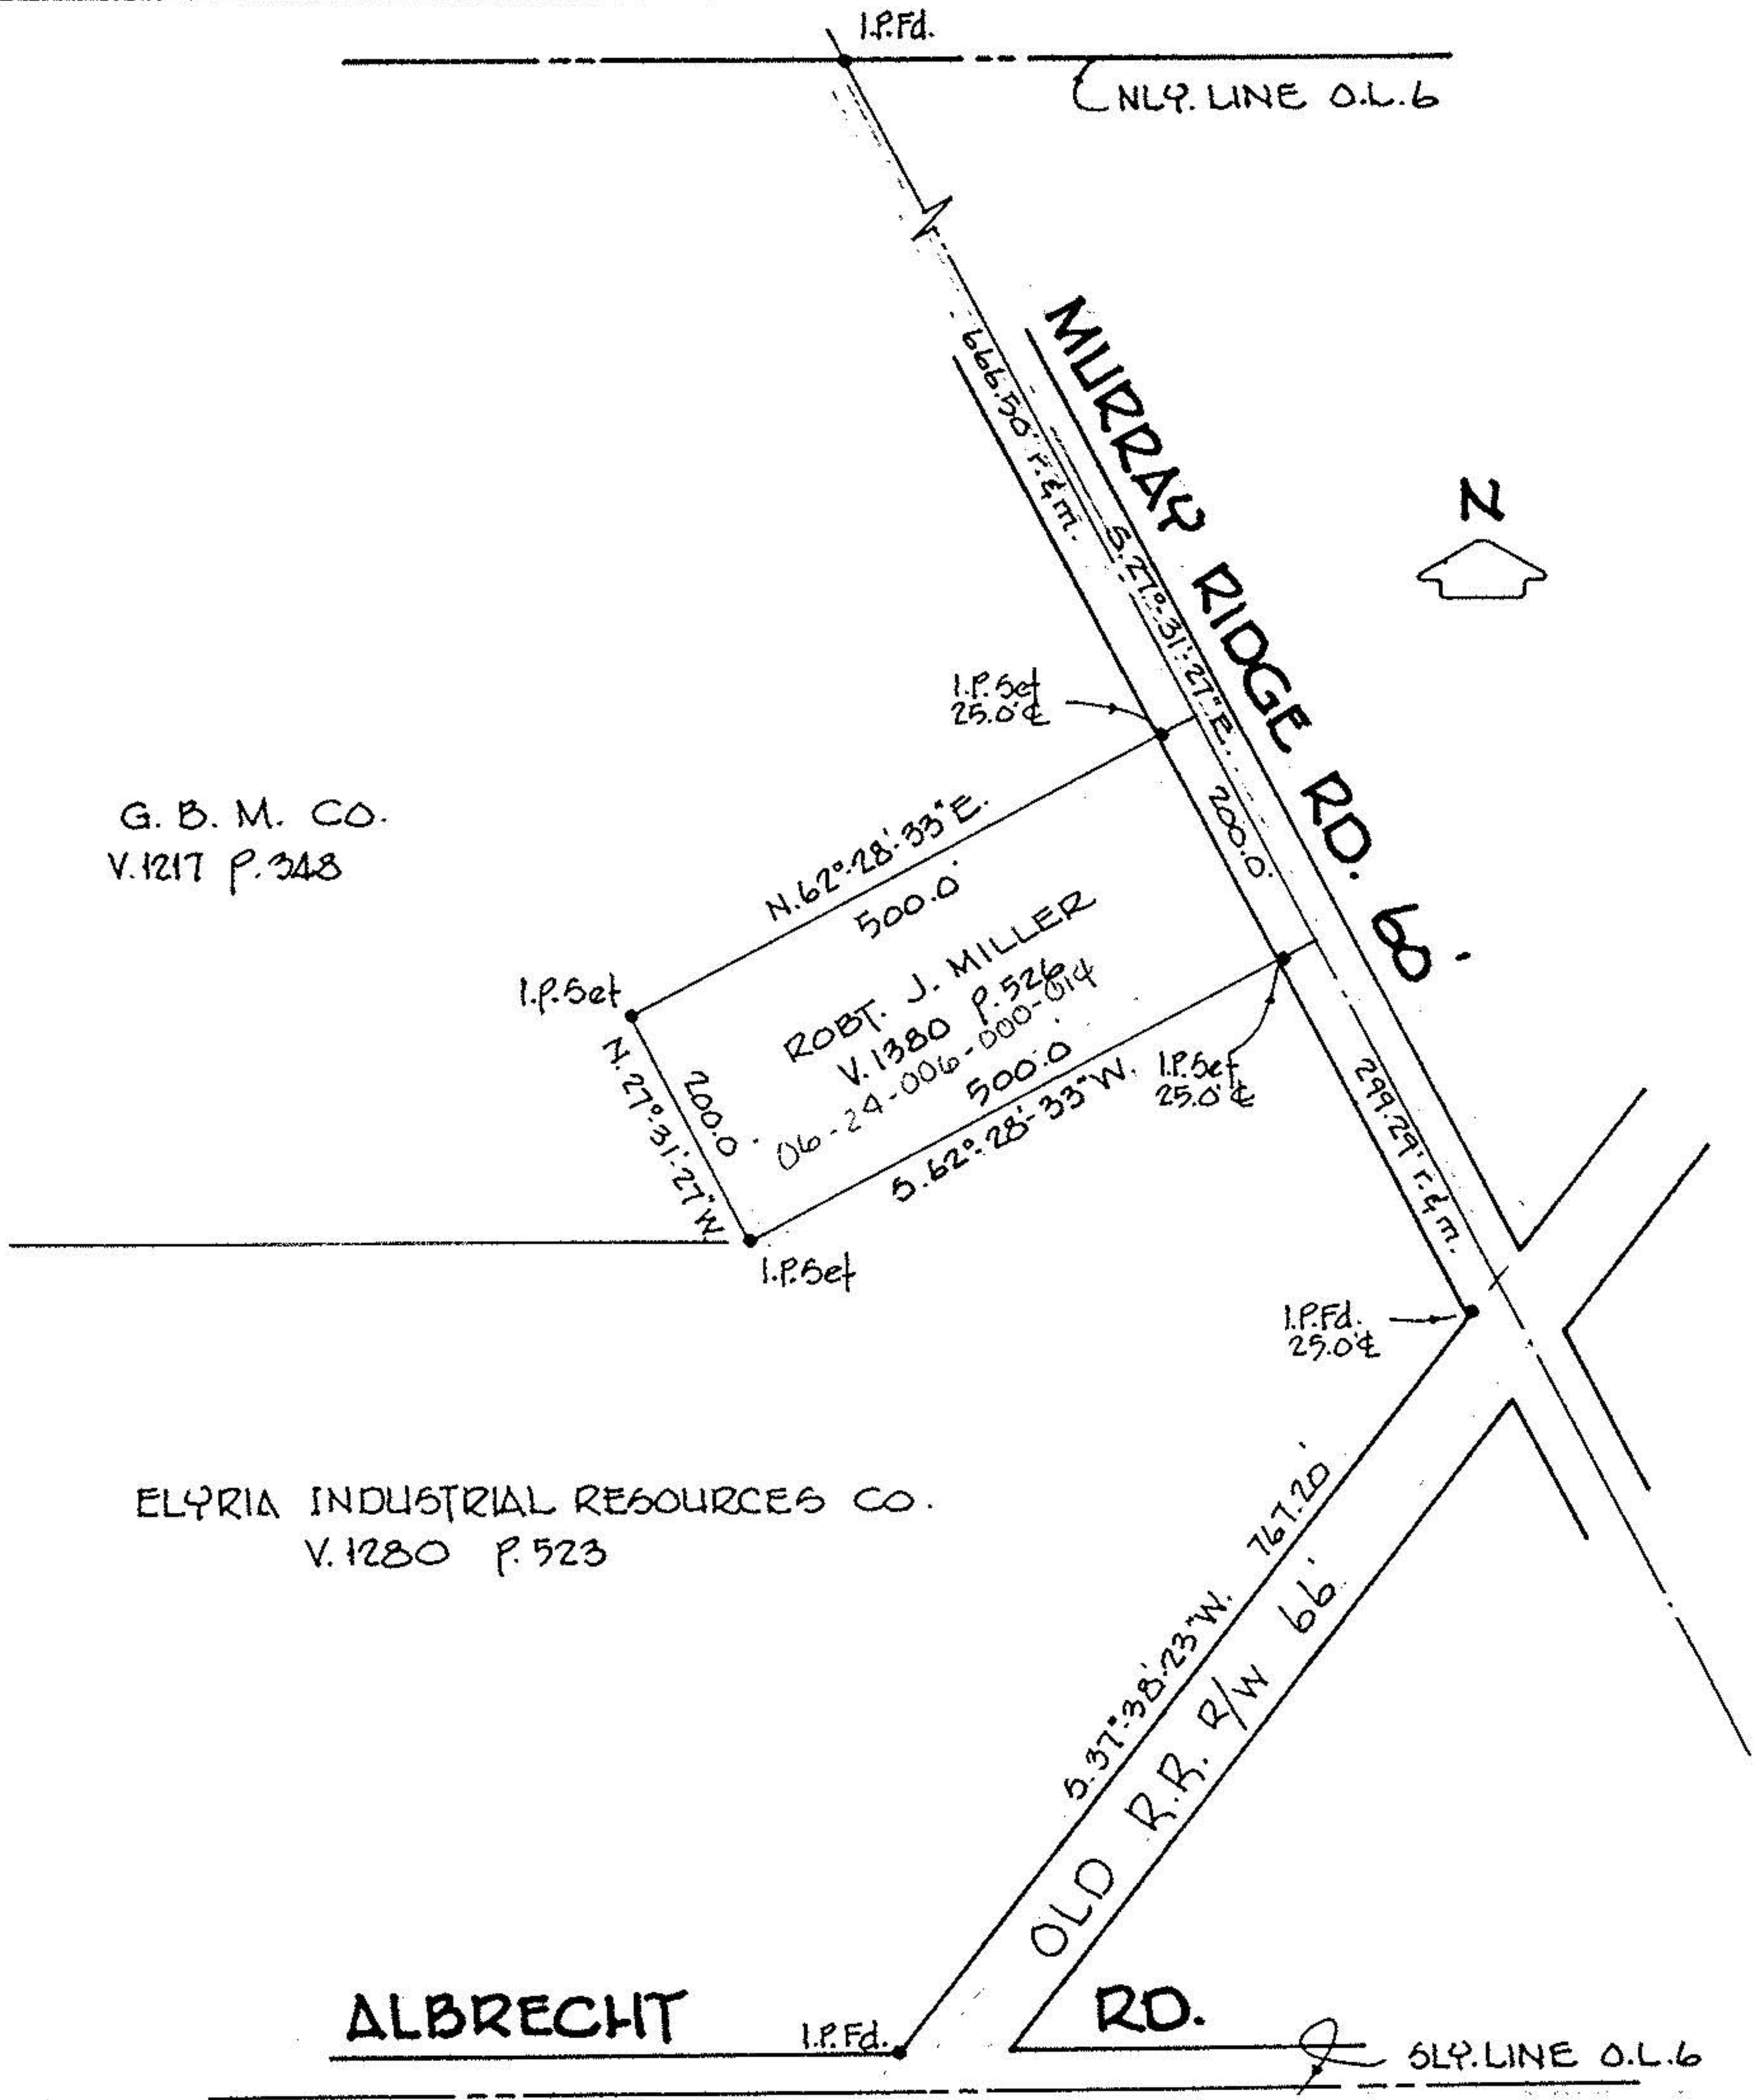 I.P.Fd.
NLY. LINE O.L.6
MURRAY RIDGE RD. 60'
666.50' r.&m.
S.27°-31'-27"E.
N
I.P.Set
25.0'℄
200.0'
G. B. M. CO.
V.1217 P.348
N.62°-28'-33"E.
500.0'
ROBT. J. MILLER
V.1380 P.526
06-24-006-000-014
500.0'
S.62°-28'-33"W.
I.P.Set
N.27°-31'-27"W.
200.0'
I.P.Set
25.0'℄
I.P.Set
299.29' r.&m.
I.P.Fd.
25.0'℄
ELYRIA INDUSTRIAL RESOURCES CO.
V.1280 P.523
S.37°-38'-23"W. 767.20'
OLD R.R. R/W 66'
ALBRECHT RD.
I.P.Fd.
SLY.LINE O.L.6